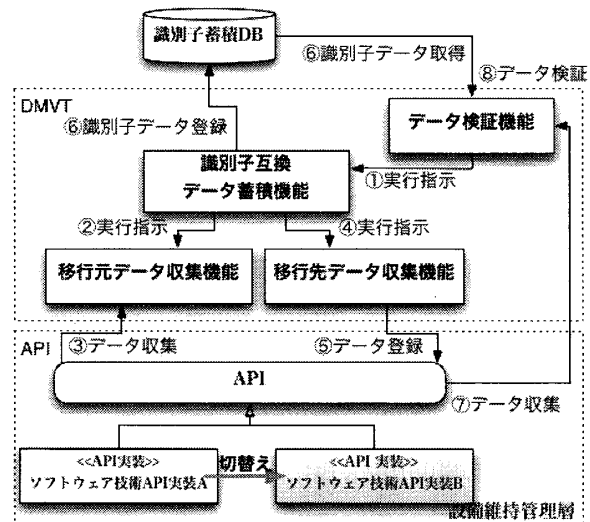 識別子蓄積DB
⑥識別子データ取得
⑧データ検証
DMVT
⑥識別子データ登録
データ検証機能
識別子互換
データ蓄積機能
①実行指示
②実行指示
④実行指示
移行元データ収集機能
移行先データ収集機能
API
③データ収集
⑤データ登録
API
⑦データ収集
<<API実装>>
ソフトウェア技術API実装A
切替え
<<API 実装>>
ソフトウェア技術API実装B
設備維持管理層